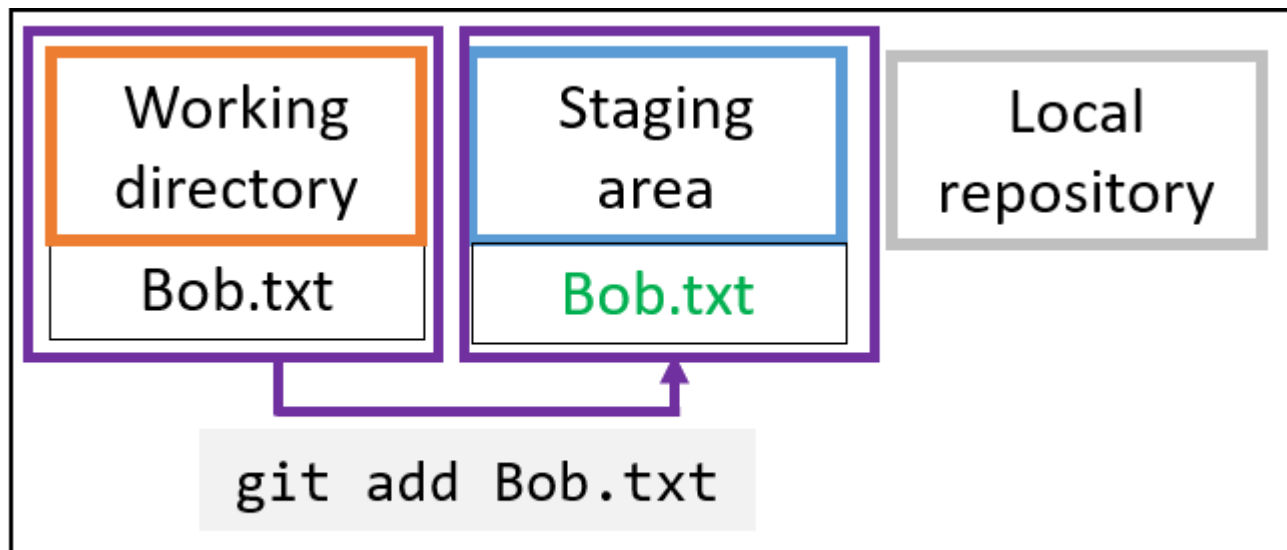 Working
directory
Bob.txt
Staging
area
Bob.txt
Local
repository
git add Bob.txt